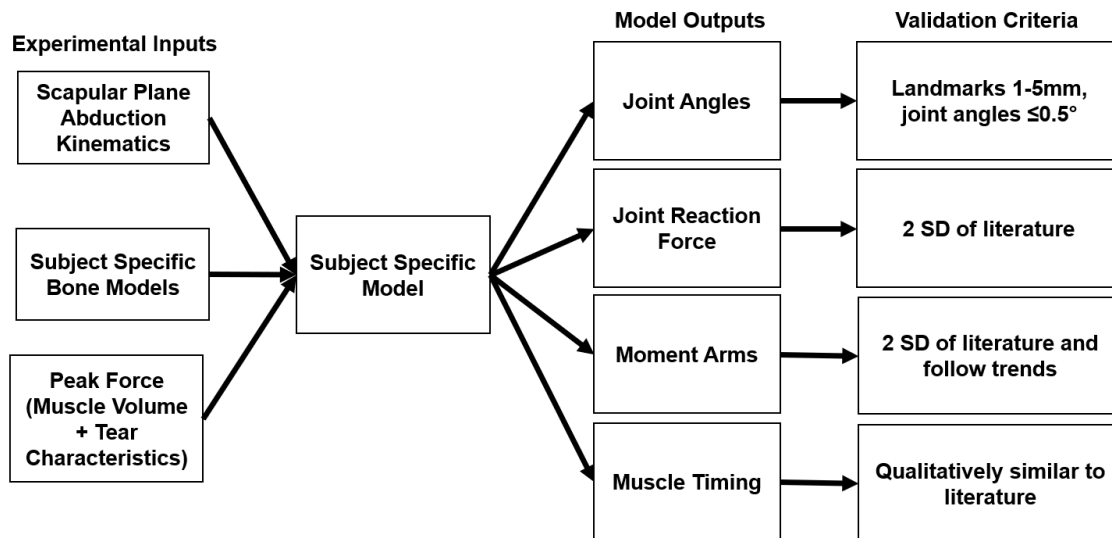 Experimental Inputs
Scapular Plane
Abduction
Kinematics
Subject Specific
Bone Models
Peak Force
(Muscle Volume
+ Tear
Characteristics)
Subject Specific
Model
Model Outputs
Joint Angles
Joint Reaction
Force
Moment Arms
Muscle Timing
Validation Criteria
Landmarks 1-5mm,
joint angles ≤0.5°
2 SD of literature
2 SD of literature and
follow trends
Qualitatively similar to
literature